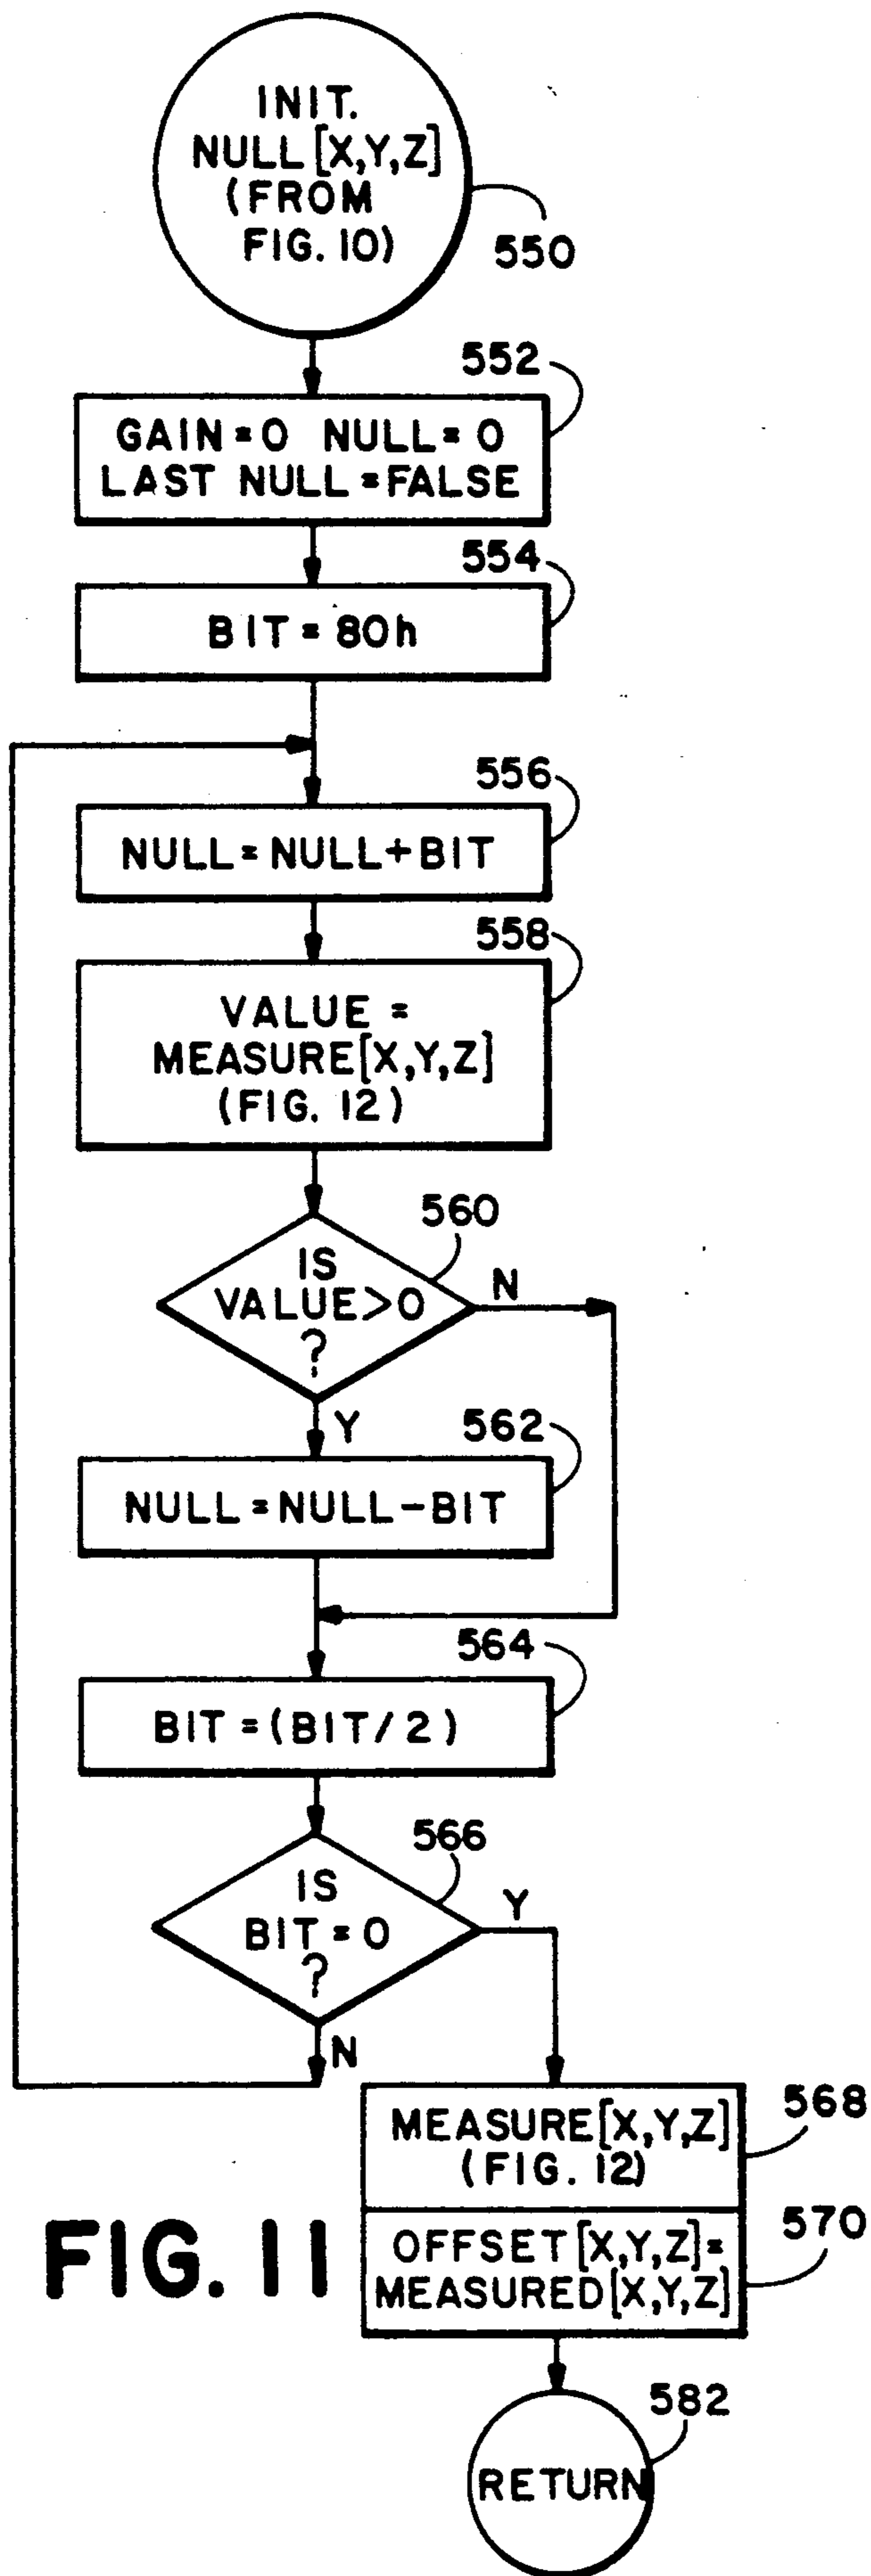 INIT.
NULL[X,Y,Z]
(FROM
FIG. 10)
550
552
GAIN=0 NULL=0
LAST NULL=FALSE
554
BIT=80h
556
NULL=NULL+BIT
558
VALUE=
MEASURE[X,Y,Z]
(FIG. 12)
560
IS
VALUE>0
?
N
Y
562
NULL=NULL-BIT
564
BIT=(BIT/2)
566
IS
BIT=0
?
Y
N
568
MEASURE[X,Y,Z]
(FIG. 12)
570
OFFSET[X,Y,Z]=
MEASURED[X,Y,Z]
FIG. 11
582
RETURN